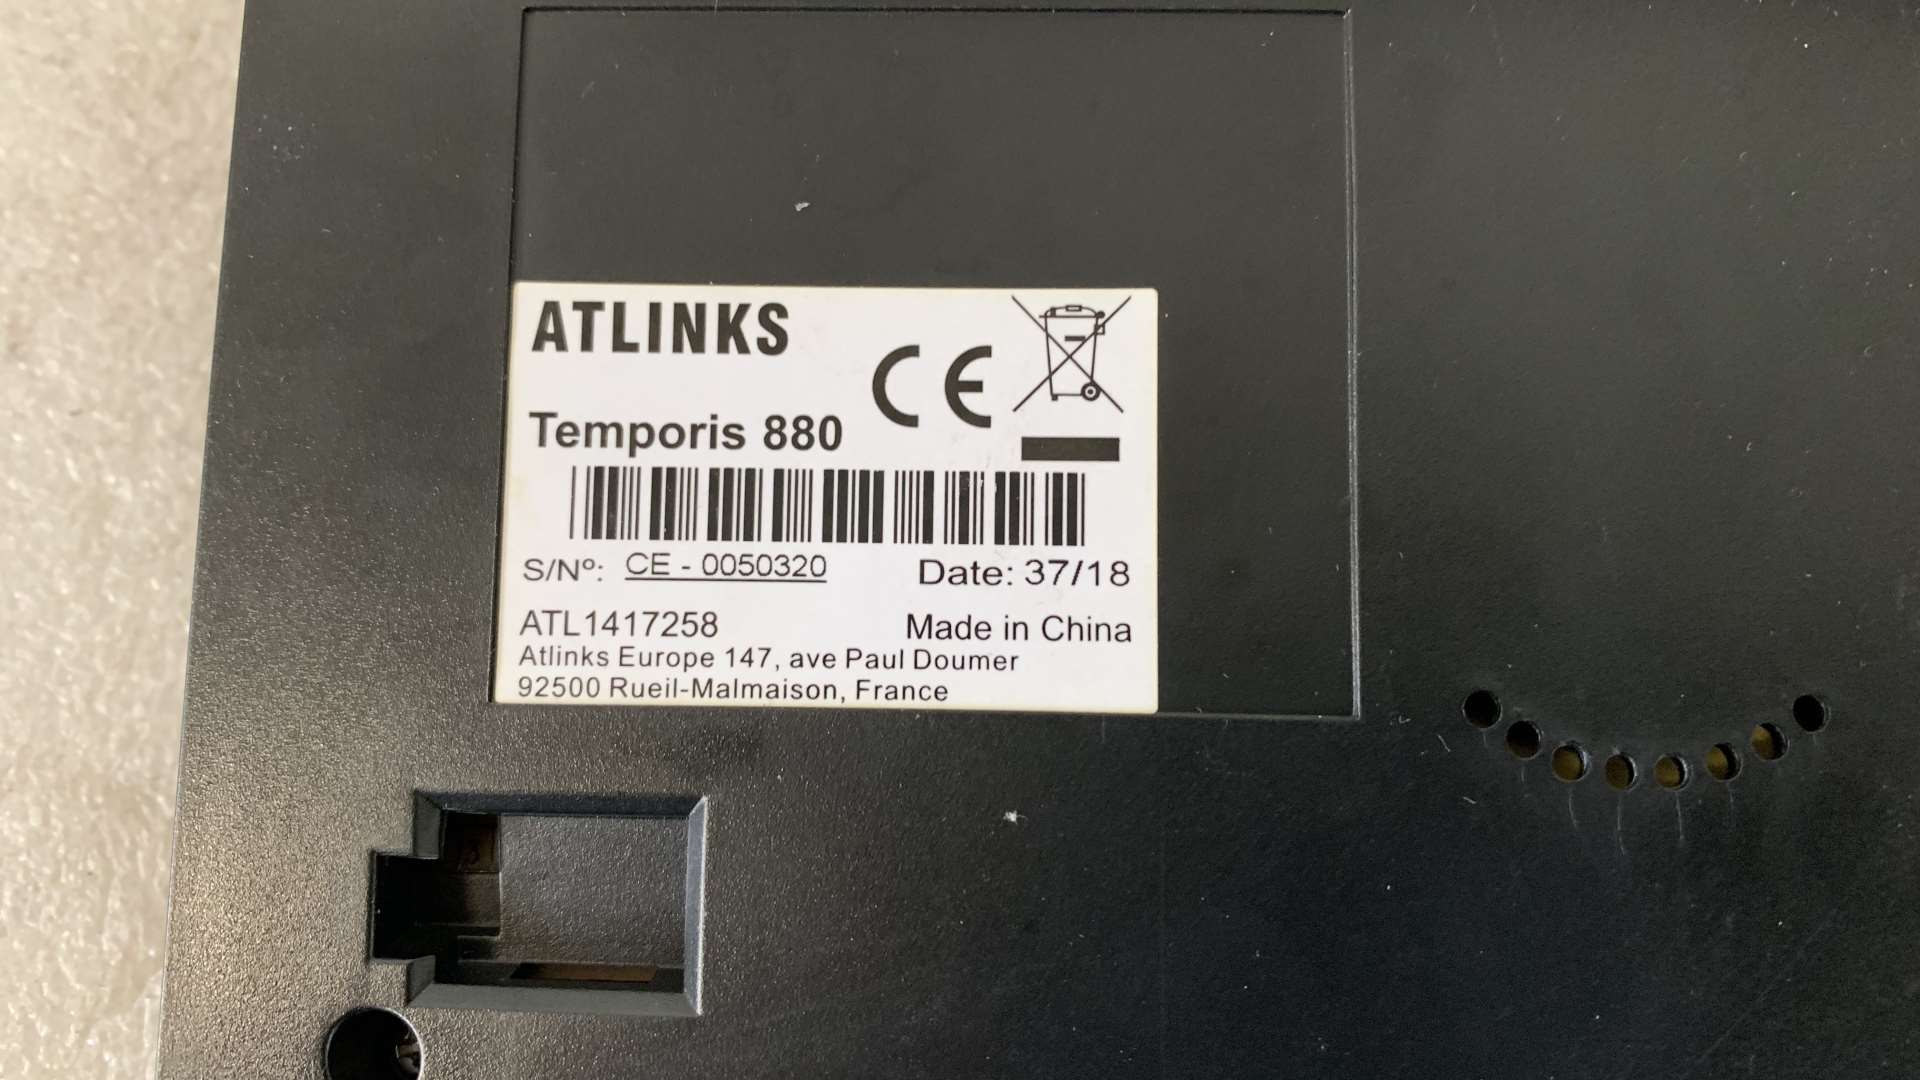 ATLINKS
CE
Temporis 880
S/Nº: CE - 0050320 Date: 37/18
ATL1417258 Made in China
Atlinks Europe 147, ave Paul Doumer
92500 Rueil-Malmaison, France